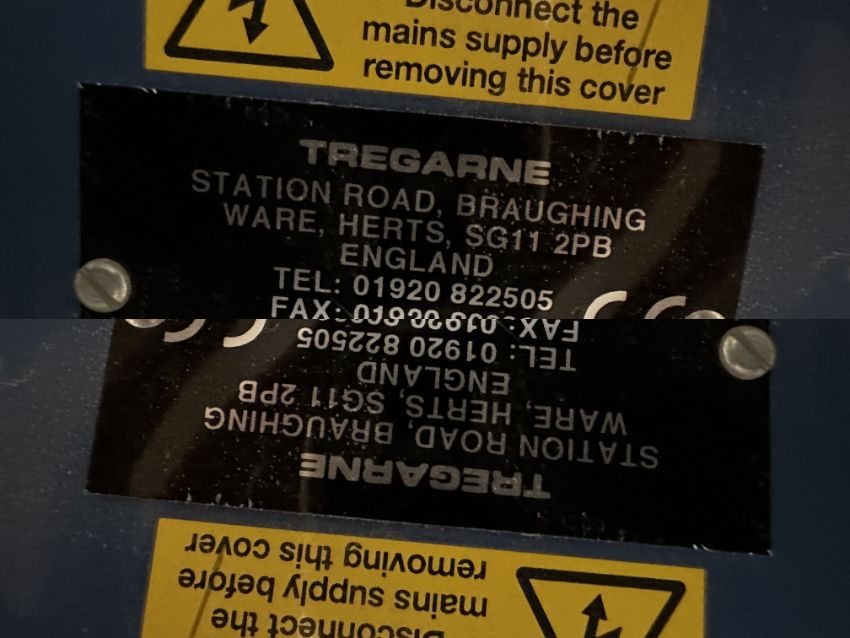 Disconnect the
mains supply before
removing this cover
TREGARNE
STATION ROAD, BRAUGHING
WARE, HERTS, SG11 2PB
ENGLAND
TEL: 01920 822505
FAX:
CE
Disconnect the
mains supply before
removing this cover
TREGARNE
STATION ROAD, BRAUGHING
WARE, HERTS, SG11 2PB
ENGLAND
TEL: 01920 822505
FAX: